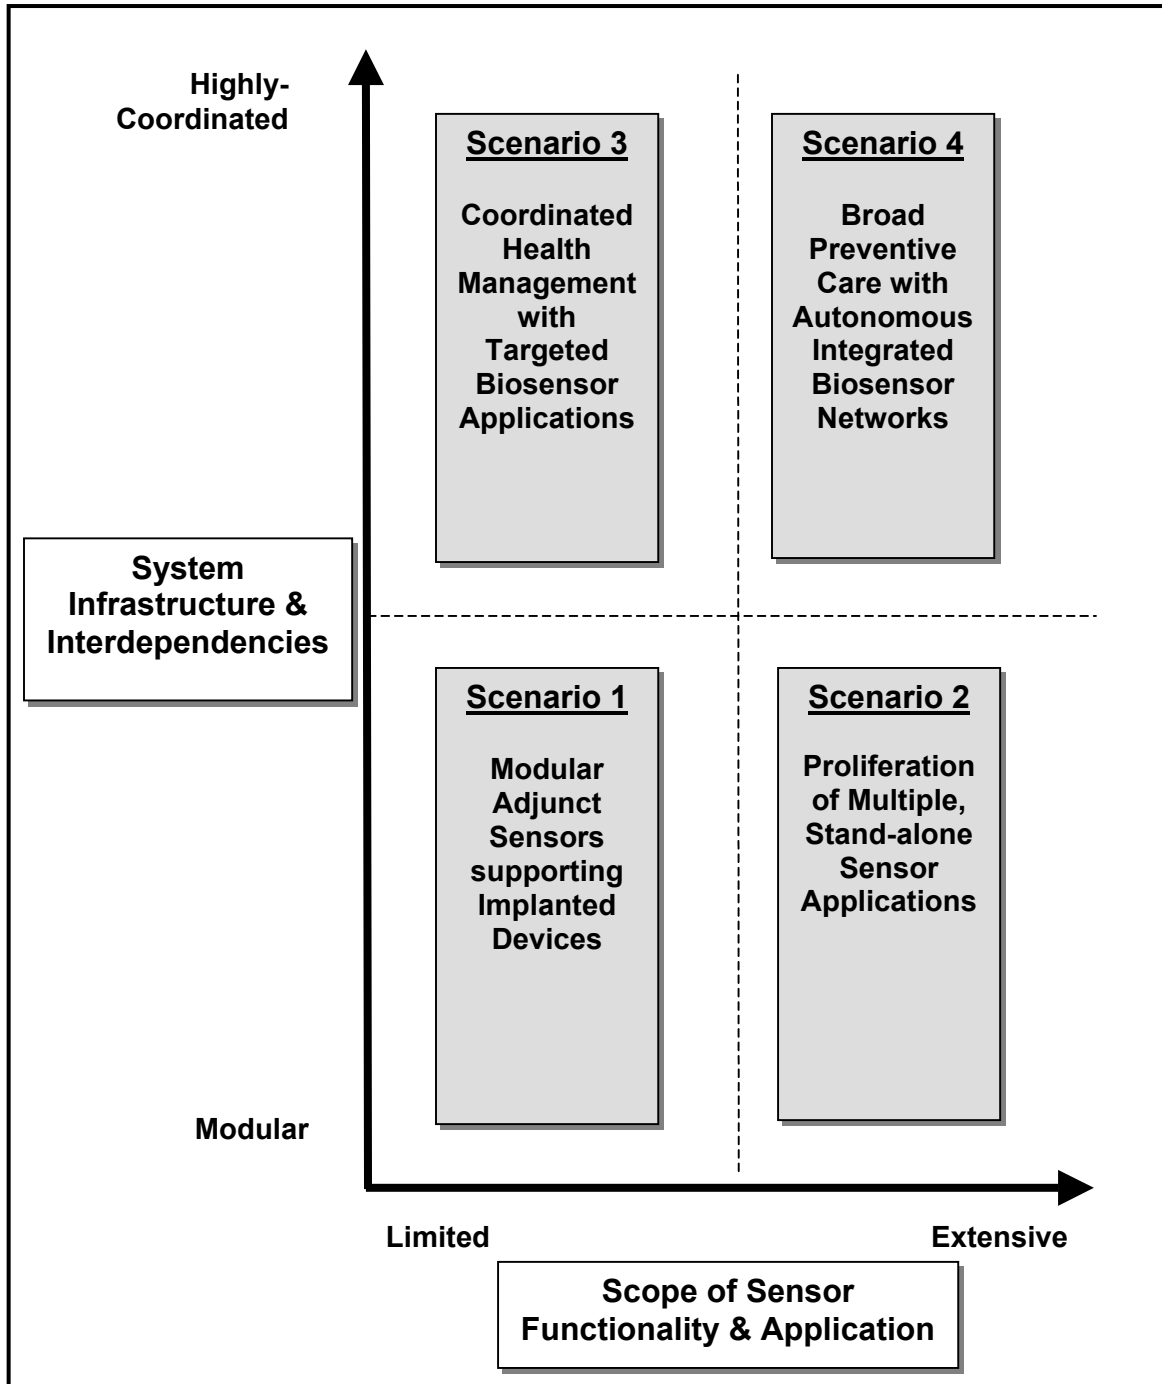 Highly-
Coordinated
Scenario 3
Coordinated
Health
Management
with
Targeted
Biosensor
Applications
Scenario 4
Broad
Preventive
Care with
Autonomous
Integrated
Biosensor
Networks
System
Infrastructure &
Interdependencies
Scenario 1
Modular
Adjunct
Sensors
supporting
Implanted
Devices
Scenario 2
Proliferation
of Multiple,
Stand-alone
Sensor
Applications
Modular
Limited
Extensive
Scope of Sensor
Functionality & Application